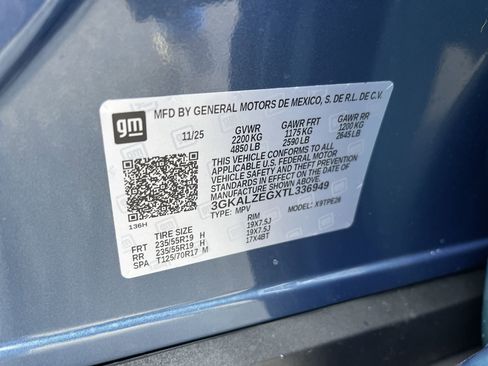 MFD BY GENERAL MOTORS DE MEXICO, S. DE R.L. DE C.V.
gm
11/25 GVWR GAWR FRT GAWR RR
2200 KG 1175 KG 1200 KG
4850 LB 2590 LB 2645 LB
THIS VEHICLE CONFORMS TO ALL
APPLICABLE U.S. FEDERAL MOTOR
VEHICLE SAFETY AND THEFT PREVENTION
STANDARDS IN EFFECT ON THE DATE OF
MANUFACTURE SHOWN ABOVE.
3GKALZEGXTL336949
TYPE: MPV MODEL: X9TPE26
136H
TIRE SIZE RIM
FRT 235/55R19 H 19X7.5J
RR 235/55R19 H 19X7.5J
SPA T125/70R17 M 17X4BT